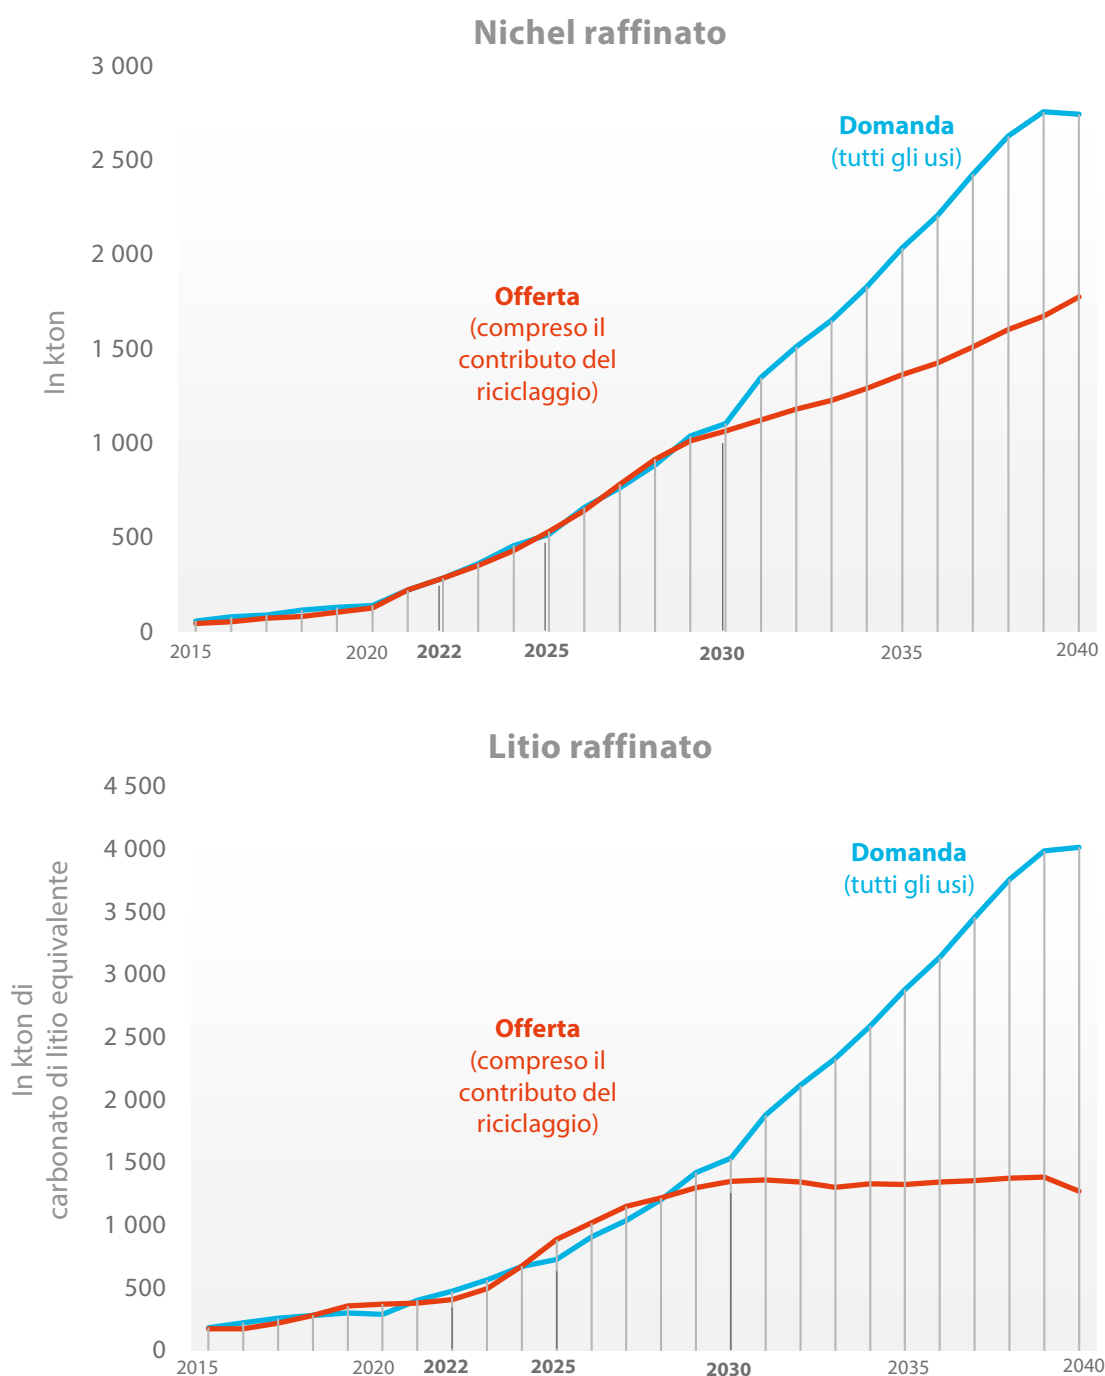 Nichel raffinato
3 000
2 500
2 000
1 500
1 000
500
0
In kton
Domanda
(tutti gli usi)
Offerta
(compreso il
contributo del
riciclaggio)
2015
2020
2022
2025
2030
2035
2040
Litio raffinato
4 500
4 000
3 500
3 000
2 500
2 000
1 500
1 000
500
0
In kton di
carbonato di litio equivalente
Domanda
(tutti gli usi)
Offerta
(compreso il
contributo del
riciclaggio)
2015
2020
2022
2025
2030
2035
2040